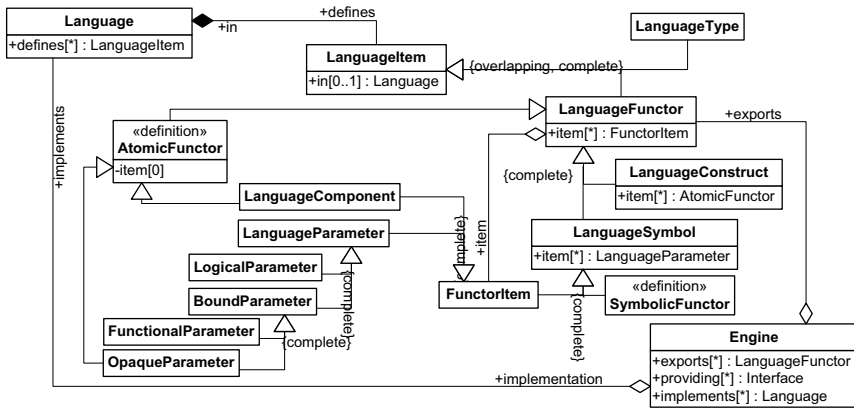 Language
+defines[*] : LanguageItem
+defines
+in
LanguageType
LanguageItem
+in[0..1] : Language
{overlapping, complete}
LanguageFunctor
+item[*] : FunctorItem
+exports
«definition»
AtomicFunctor
-item[0]
+implements
{complete}
LanguageConstruct
+item[*] : AtomicFunctor
LanguageComponent
LanguageParameter
+item
LanguageSymbol
+item[*] : LanguageParameter
LogicalParameter
{complete}
FunctorItem
{complete}
«definition»
SymbolicFunctor
BoundParameter
FunctionalParameter
{complete}
OpaqueParameter
Engine
+exports[*] : LanguageFunctor
+providing[*] : Interface
+implements[*] : Language
+implementation